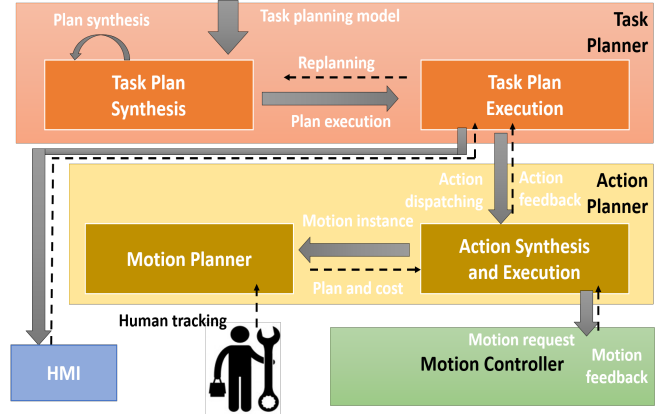 Plan synthesis
Task planning model
Task
Planner
Task Plan
Synthesis
Replanning
Plan execution
Task Plan
Execution
Action
dispatching
Action
feedback
Action
Planner
Motion instance
Motion Planner
Plan and cost
Action Synthesis
and Execution
Human tracking
HMI
Motion request
Motion Controller
Motion
feedback